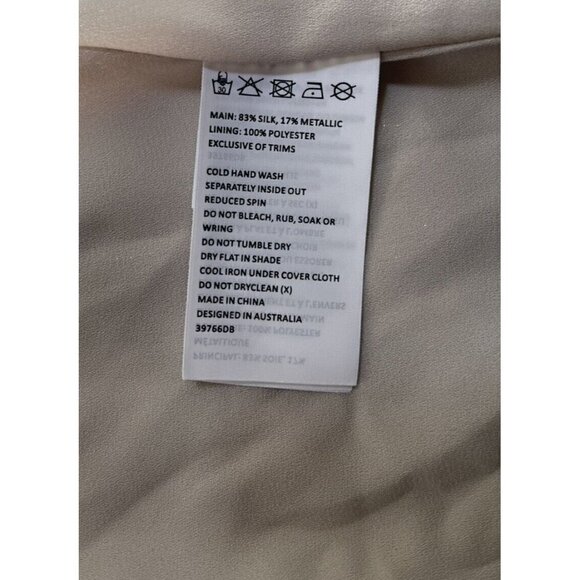 30
MAIN: 83% SILK, 17% METALLIC
LINING: 100% POLYESTER
EXCLUSIVE OF TRIMS
COLD HAND WASH
SEPARATELY INSIDE OUT
REDUCED SPIN
DO NOT BLEACH, RUB, SOAK OR
WRING
DO NOT TUMBLE DRY
DRY FLAT IN SHADE
COOL IRON UNDER COVER CLOTH
DO NOT DRYCLEAN (X)
MADE IN CHINA
DESIGNED IN AUSTRALIA
39766DB